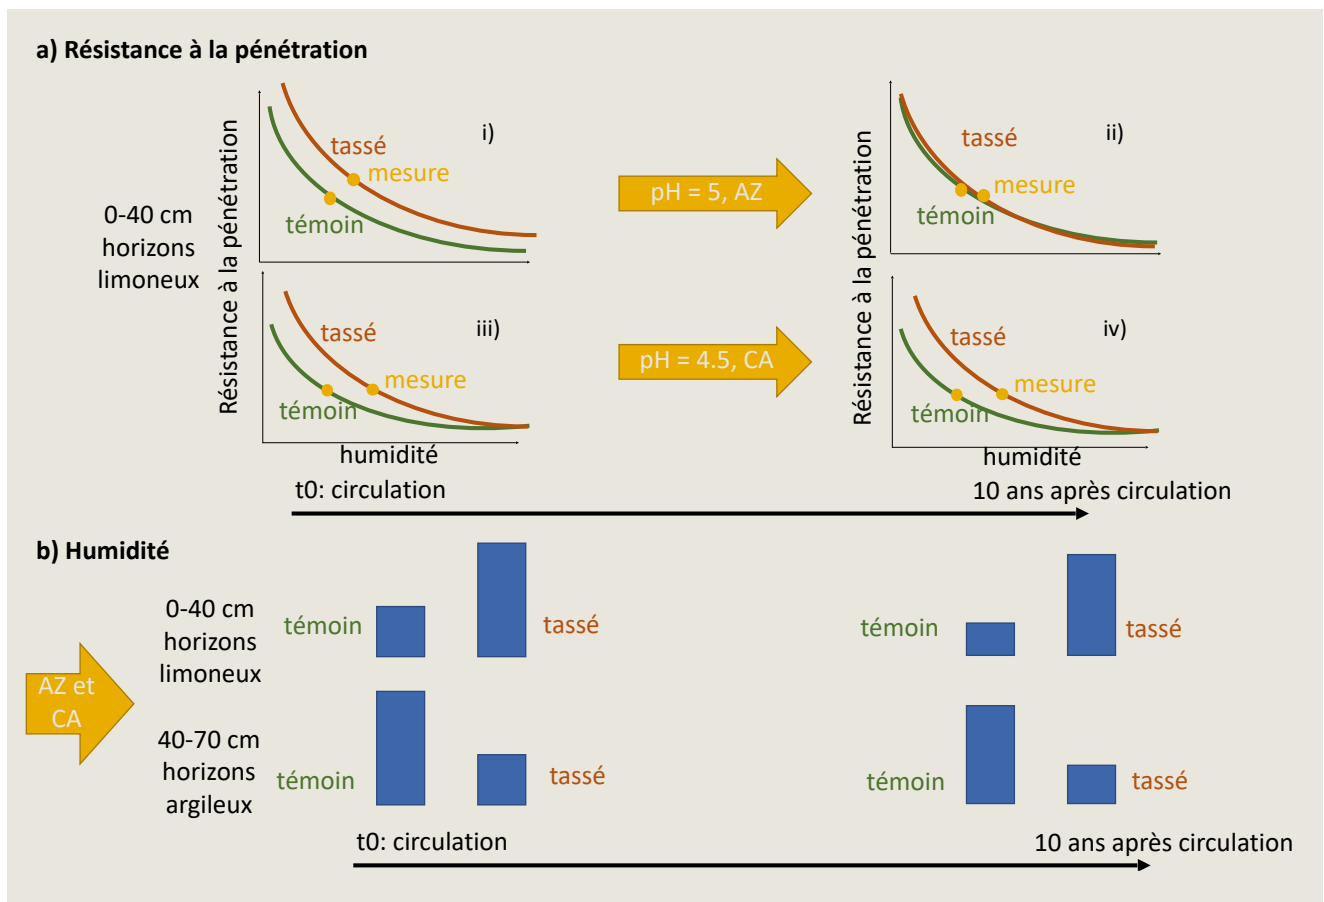 a) Résistance à la pénétration
0-40 cm
horizons
limoneux
Résistance à la pénétration
i)
tassé
mesure
témoin
pH = 5, AZ
Résistance à la pénétration
ii)
tassé
mesure
témoin
iii)
tassé
mesure
témoin
humidité
pH = 4.5, CA
iv)
tassé
mesure
témoin
humidité
t0: circulation
10 ans après circulation
b) Humidité
AZ et
CA
0-40 cm
horizons
limoneux
témoin
tassé
témoin
tassé
40-70 cm
horizons
argileux
témoin
tassé
témoin
tassé
t0: circulation
10 ans après circulation